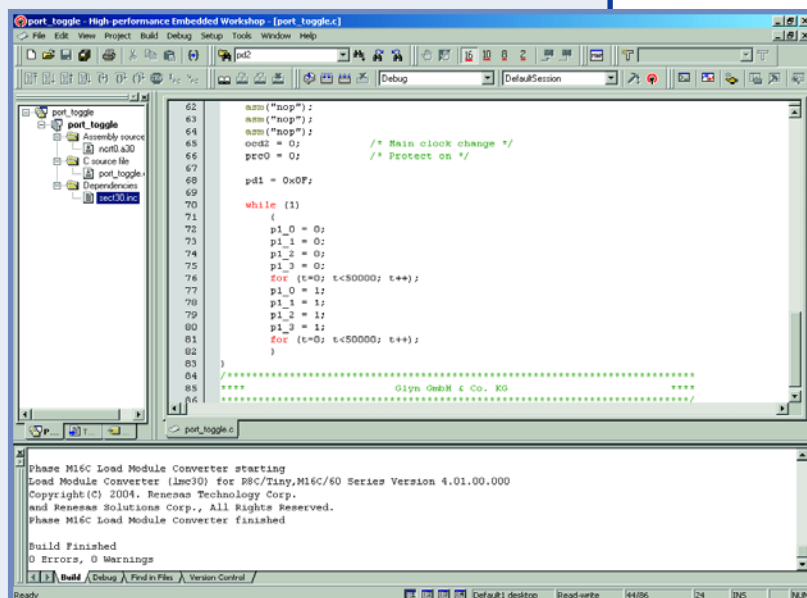 port_toggle - High-performance Embedded Workshop - [port_toggle.c]
File Edit View Project Build Debug Setup Tools Window Help
pd2
16 10 8 2
Debug DefaultSession
port_toggle
port_toggle
Assembly source
ncrt0.a30
C source file
port_toggle.
Dependencies
sect30.inc
62 asm("nop");
63 asm("nop");
64 asm("nop");
65 ocd2 = 0; /* Main clock change */
66 prc0 = 0; /* Protect on */
67
68 pd1 = 0x0F;
69
70 while (1)
71 {
72 p1_0 = 0;
73 p1_1 = 0;
74 p1_2 = 0;
75 p1_3 = 0;
76 for (t=0; t<50000; t++);
77 p1_0 = 1;
78 p1_1 = 1;
79 p1_2 = 1;
80 p1_3 = 1;
81 for (t=0; t<50000; t++);
82 }
83 }
84 /***************************************************************************
85 **** Glyn GmbH & Co. KG ****
86 ***************************************************************************/
P... T...
port_toggle.c
Phase M16C Load Module Converter starting
Load Module Converter (lmc30) for R8C/Tiny,M16C/60 Series Version 4.01.00.000
Copyright(C) 2004. Renesas Technology Corp.
and Renesas Solutions Corp., All Rights Reserved.
Phase M16C Load Module Converter finished
Build Finished
0 Errors, 0 Warnings
Build Debug Find in Files Version Control
Ready Default1 desktop Read-write 44/86 24 INS NUM